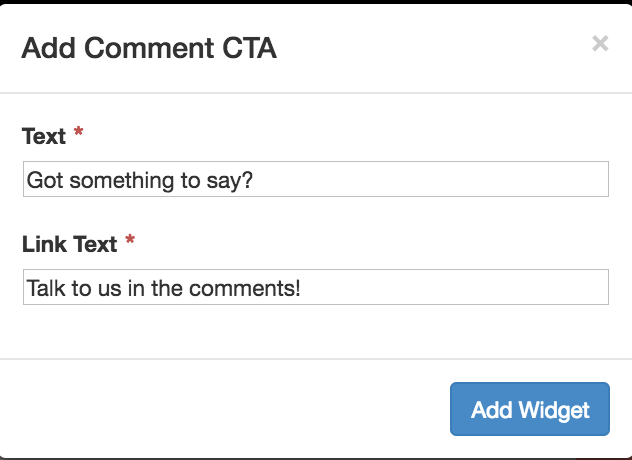 Add Comment CTA ×
Text *
Got something to say?
Link Text *
Talk to us in the comments!
Add Widget